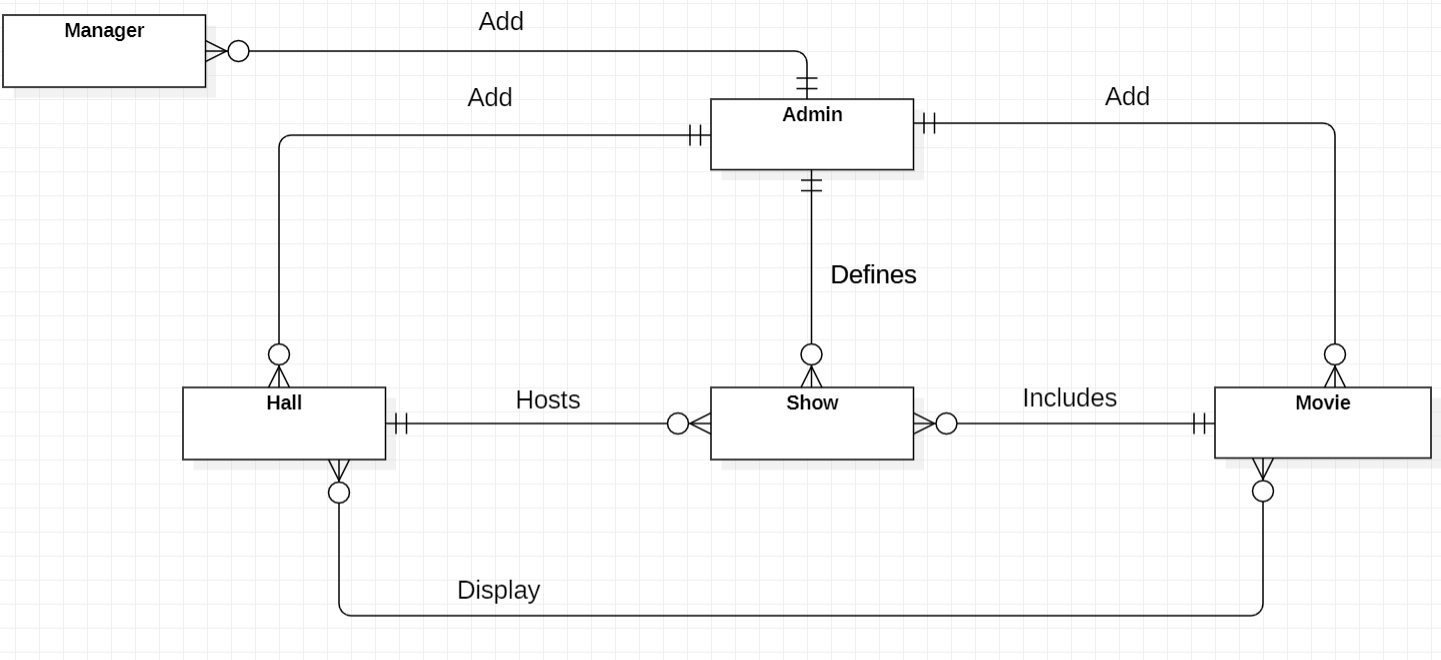 Manager
Add
Add
Admin
Add
Defines
Hall
Hosts
Show
Includes
Movie
Display